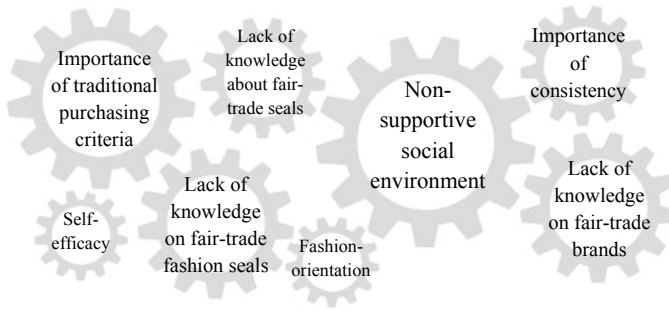 Importance
of traditional
purchasing
criteria
Lack of
knowledge
about fair-
trade seals
Non-
supportive
social
environment
Importance
of
consistency
Self-
efficacy
Lack of
knowledge
on fair-trade
fashion seals
Fashion-
orientation
Lack of
knowledge
on fair-trade
brands